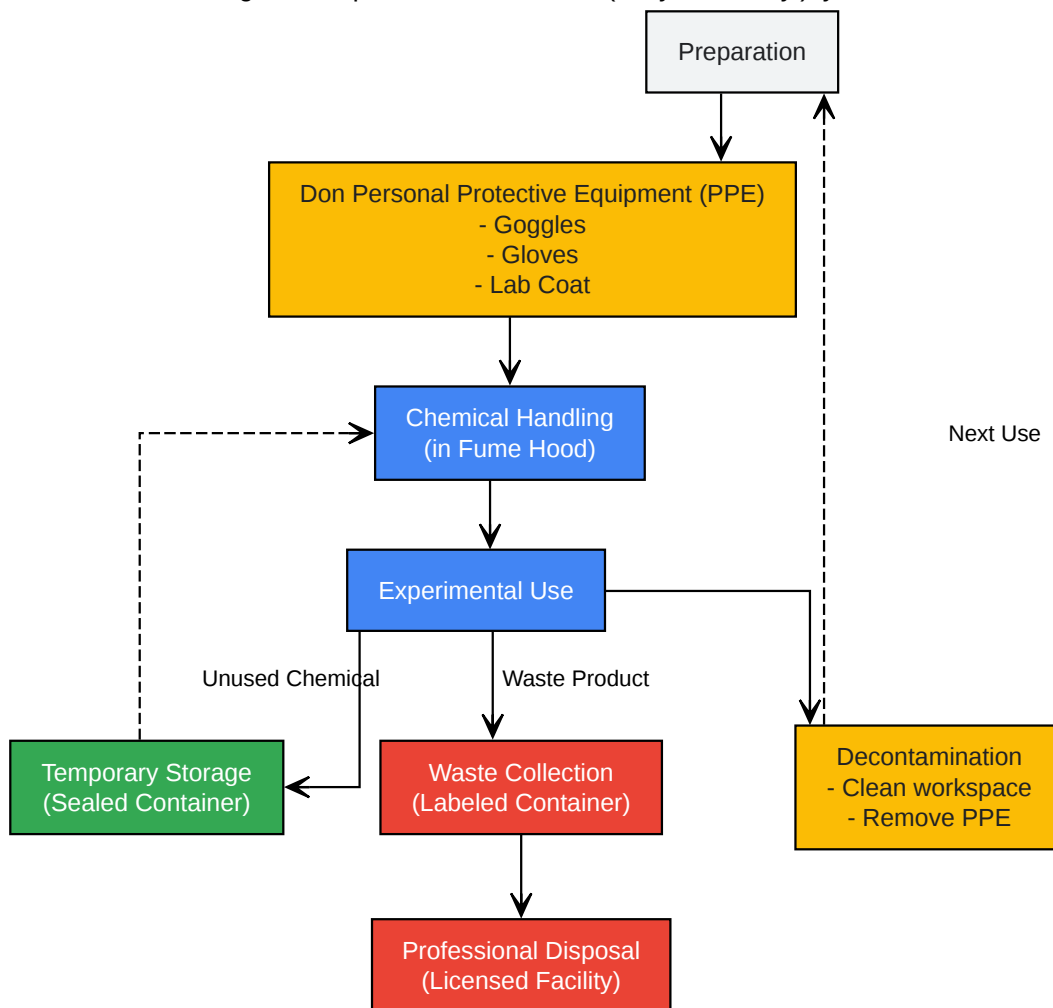 Preparation
Don Personal Protective Equipment (PPE)
- Goggles
- Gloves
- Lab Coat
Chemical Handling
(in Fume Hood)
Next Use
Experimental Use
Unused Chemical
Waste Product
Temporary Storage
(Sealed Container)
Waste Collection
(Labeled Container)
Decontamination
- Clean workspace
- Remove PPE
Professional Disposal
(Licensed Facility)